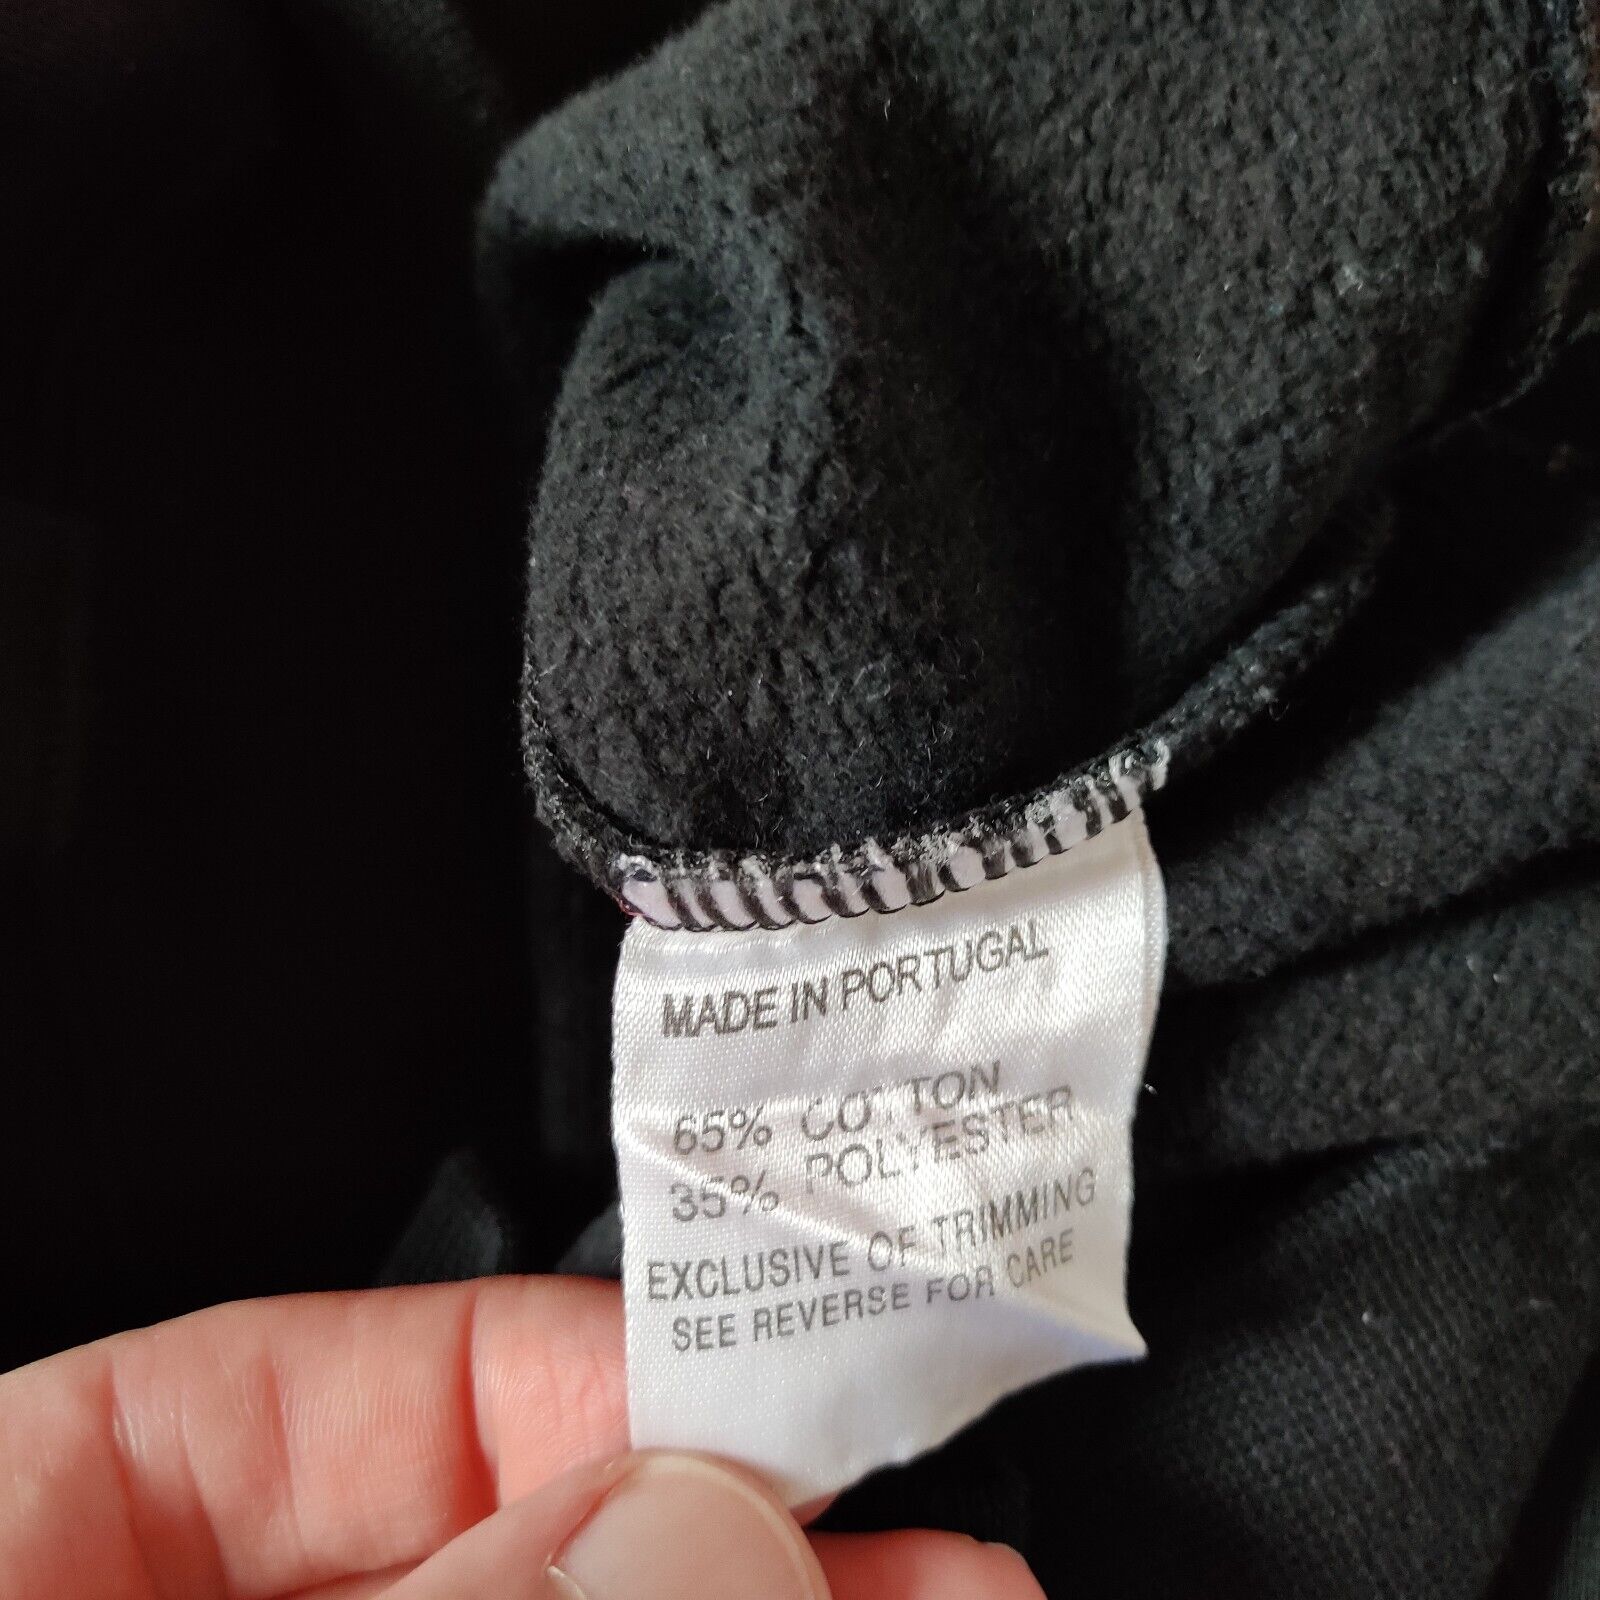 MADE IN PORTUGAL
65% COTTON
35% POLYESTER
EXCLUSIVE OF TRIMMING
SEE REVERSE FOR CARE